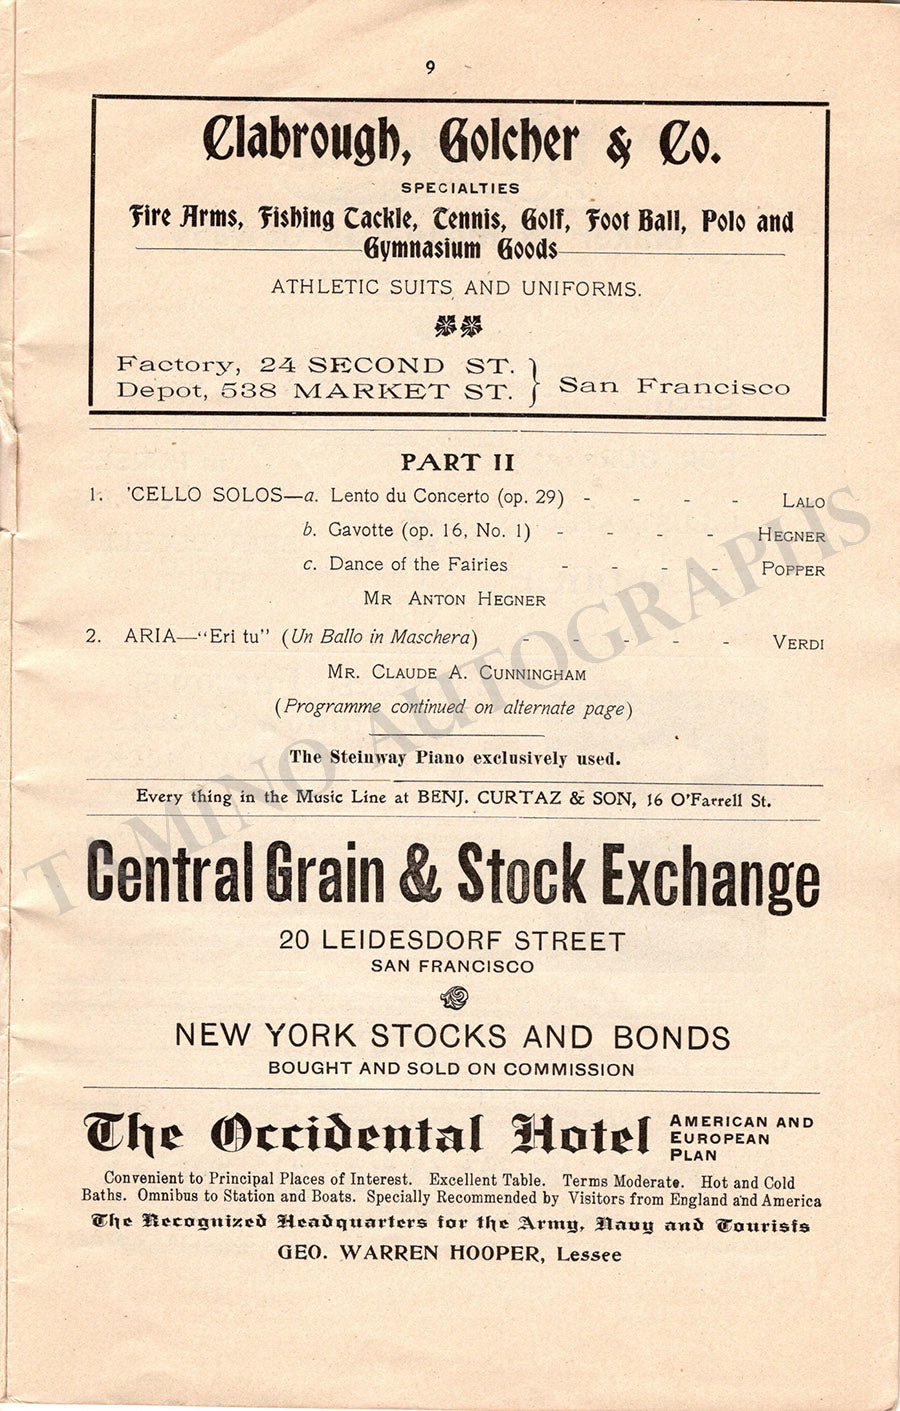 9
Clabrough, Golcher & Co.
SPECIALTIES
Fire Arms, Fishing Tackle, Tennis, Golf, Foot Ball, Polo and
Gymnasium Goods
ATHLETIC SUITS AND UNIFORMS.
Factory, 24 SECOND ST.
Depot, 538 MARKET ST. } San Francisco
PART II
1. 'CELLO SOLOS—a. Lento du Concerto (op. 29) - - - - LALO
b. Gavotte (op. 16, No. 1) - - - - HEGNER
c. Dance of the Fairies - - - - POPPER
MR ANTON HEGNER
2. ARIA—"Eri tu" (Un Ballo in Maschera) - - - - - VERDI
MR. CLAUDE A. CUNNINGHAM
(Programme continued on alternate page)
The Steinway Piano exclusively used.
Every thing in the Music Line at BENJ. CURTAZ & SON, 16 O'Farrell St.
Central Grain & Stock Exchange
20 LEIDESDORF STREET
SAN FRANCISCO
NEW YORK STOCKS AND BONDS
BOUGHT AND SOLD ON COMMISSION
The Occidental Hotel
AMERICAN AND
EUROPEAN
PLAN
Convenient to Principal Places of Interest. Excellent Table. Terms Moderate. Hot and Cold
Baths. Omnibus to Station and Boats. Specially Recommended by Visitors from England and America
The Recognized Headquarters for the Army, Navy and Tourists
GEO. WARREN HOOPER, Lessee
TAMINO AUTOGRAPHS